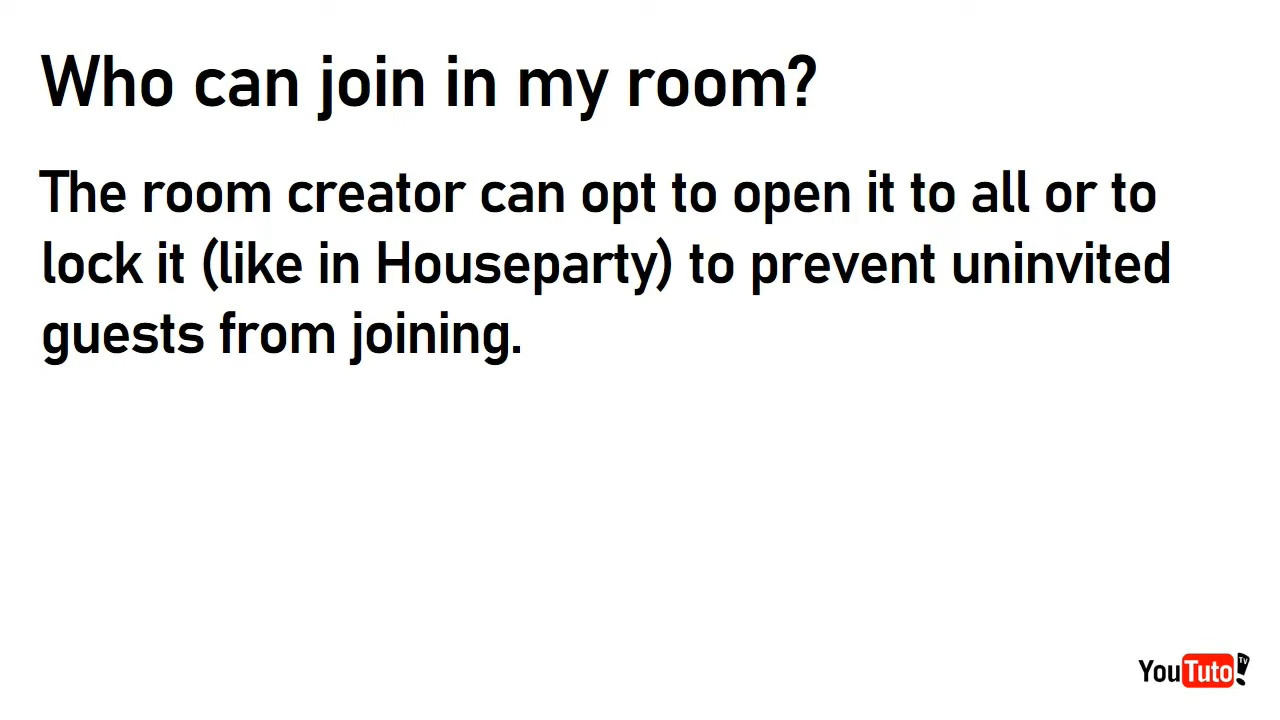 Who can join in my room?
The room creator can opt to open it to all or to
lock it (like in Houseparty) to prevent uninvited
guests from joining.
YouTuto! TV